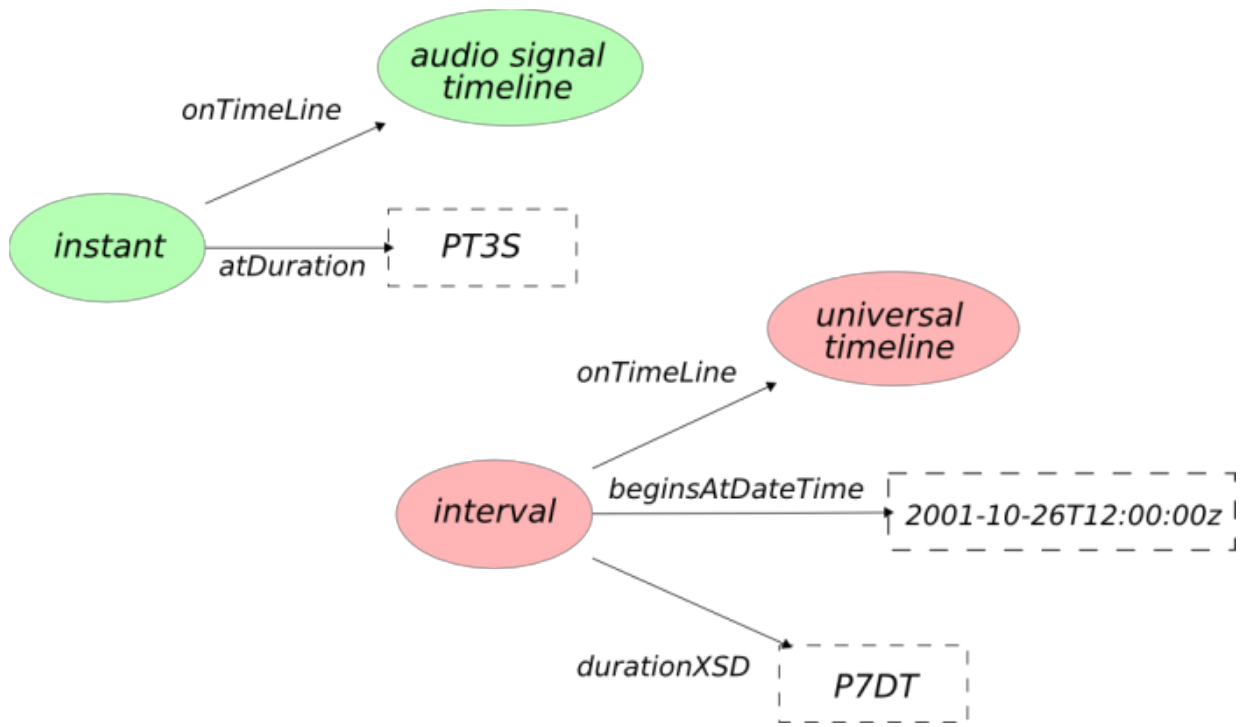 audio signal
timeline
onTimeLine
instant
PT3S
atDuration
universal
timeline
onTimeLine
beginsAtDateTime
interval
2001-10-26T12:00:00z
durationXSD
P7DT